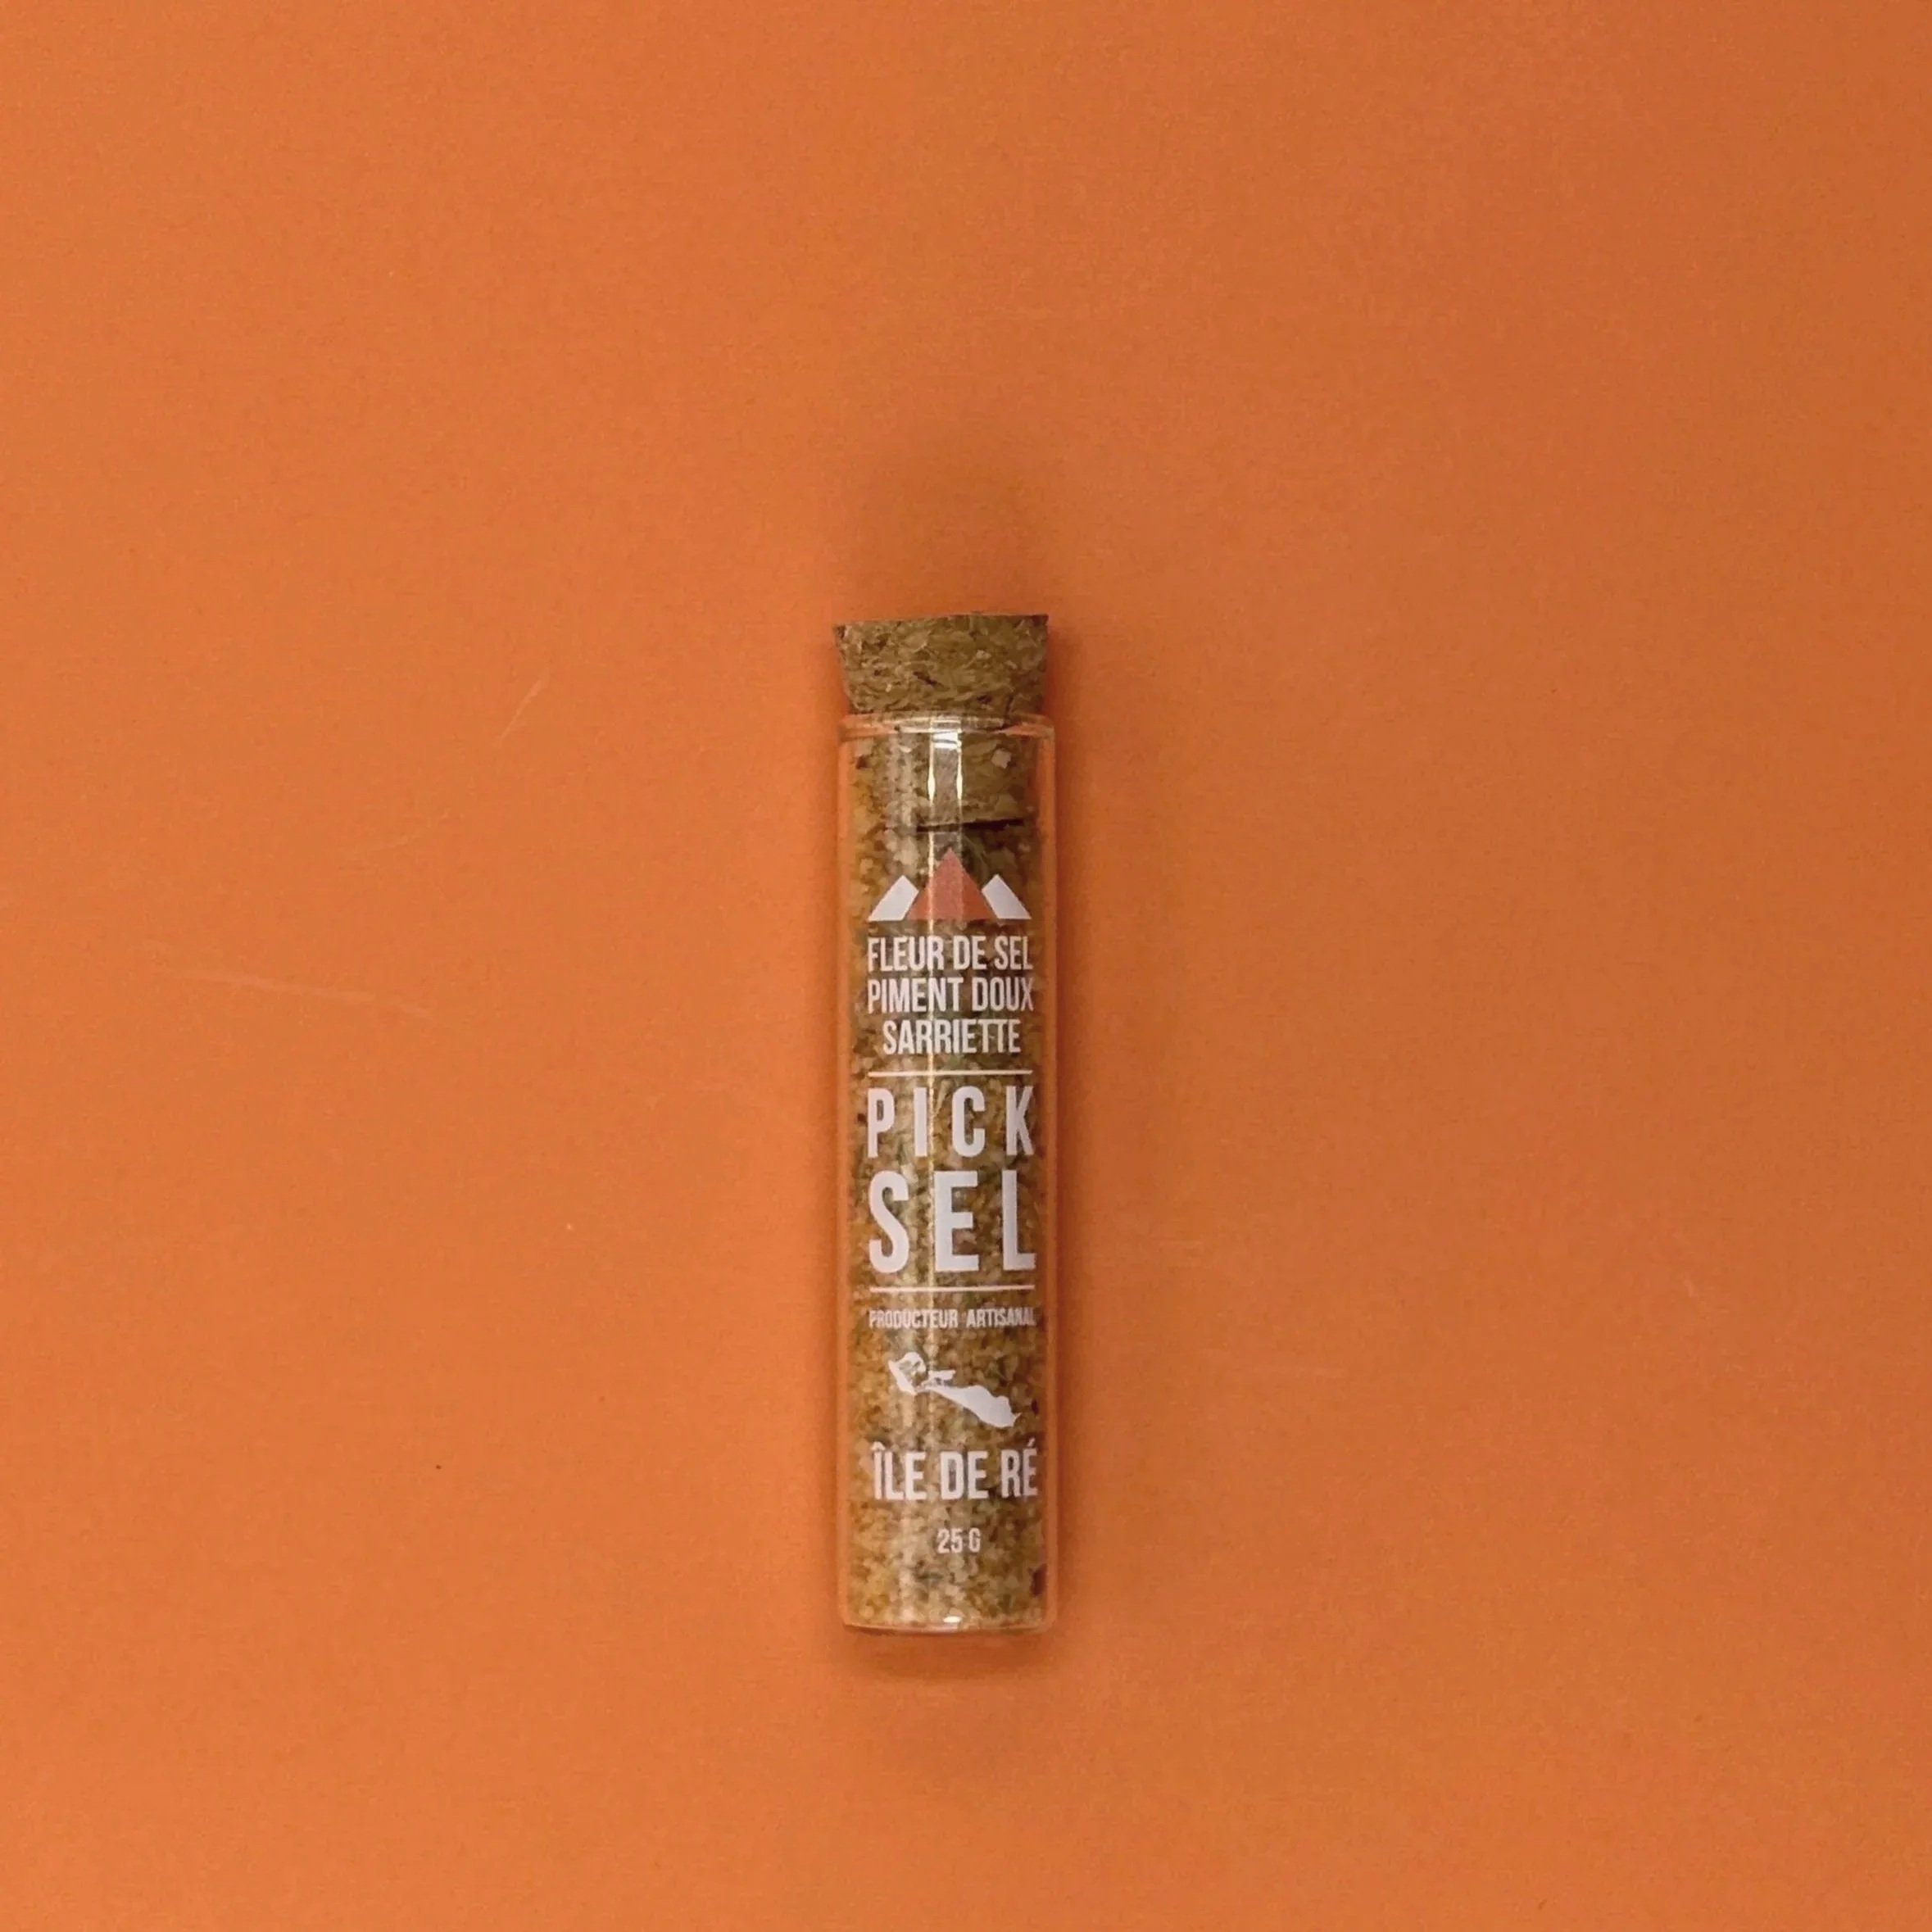 FLEUR DE SEL
PIMENT DOUX
SARRIETTE
PICK
SEL
PRODUCTEUR ARTISANAL
ÎLE DE RÉ
25 G